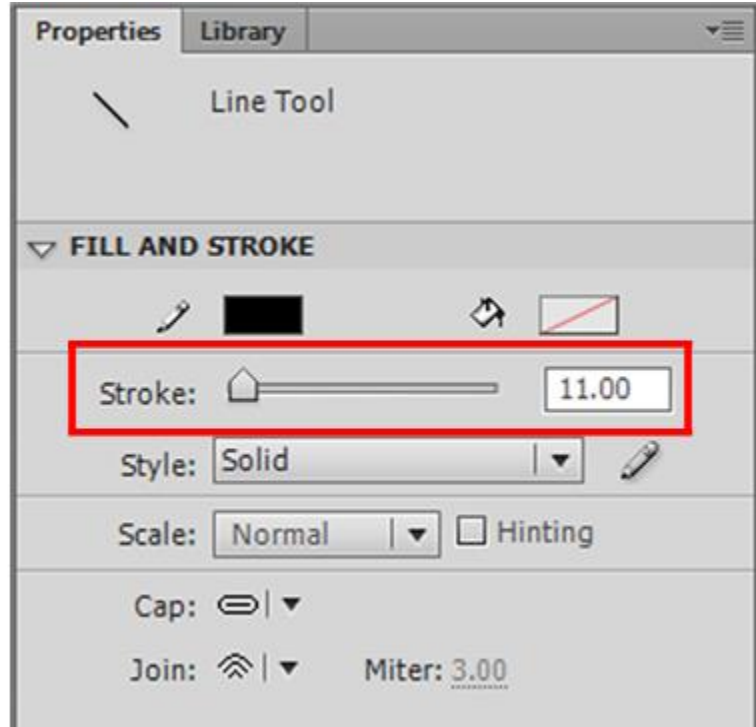 Properties Library
Line Tool
FILL AND STROKE
Stroke: 11.00
Style: Solid
Scale: Normal Hinting
Cap:
Join: Miter: 3.00